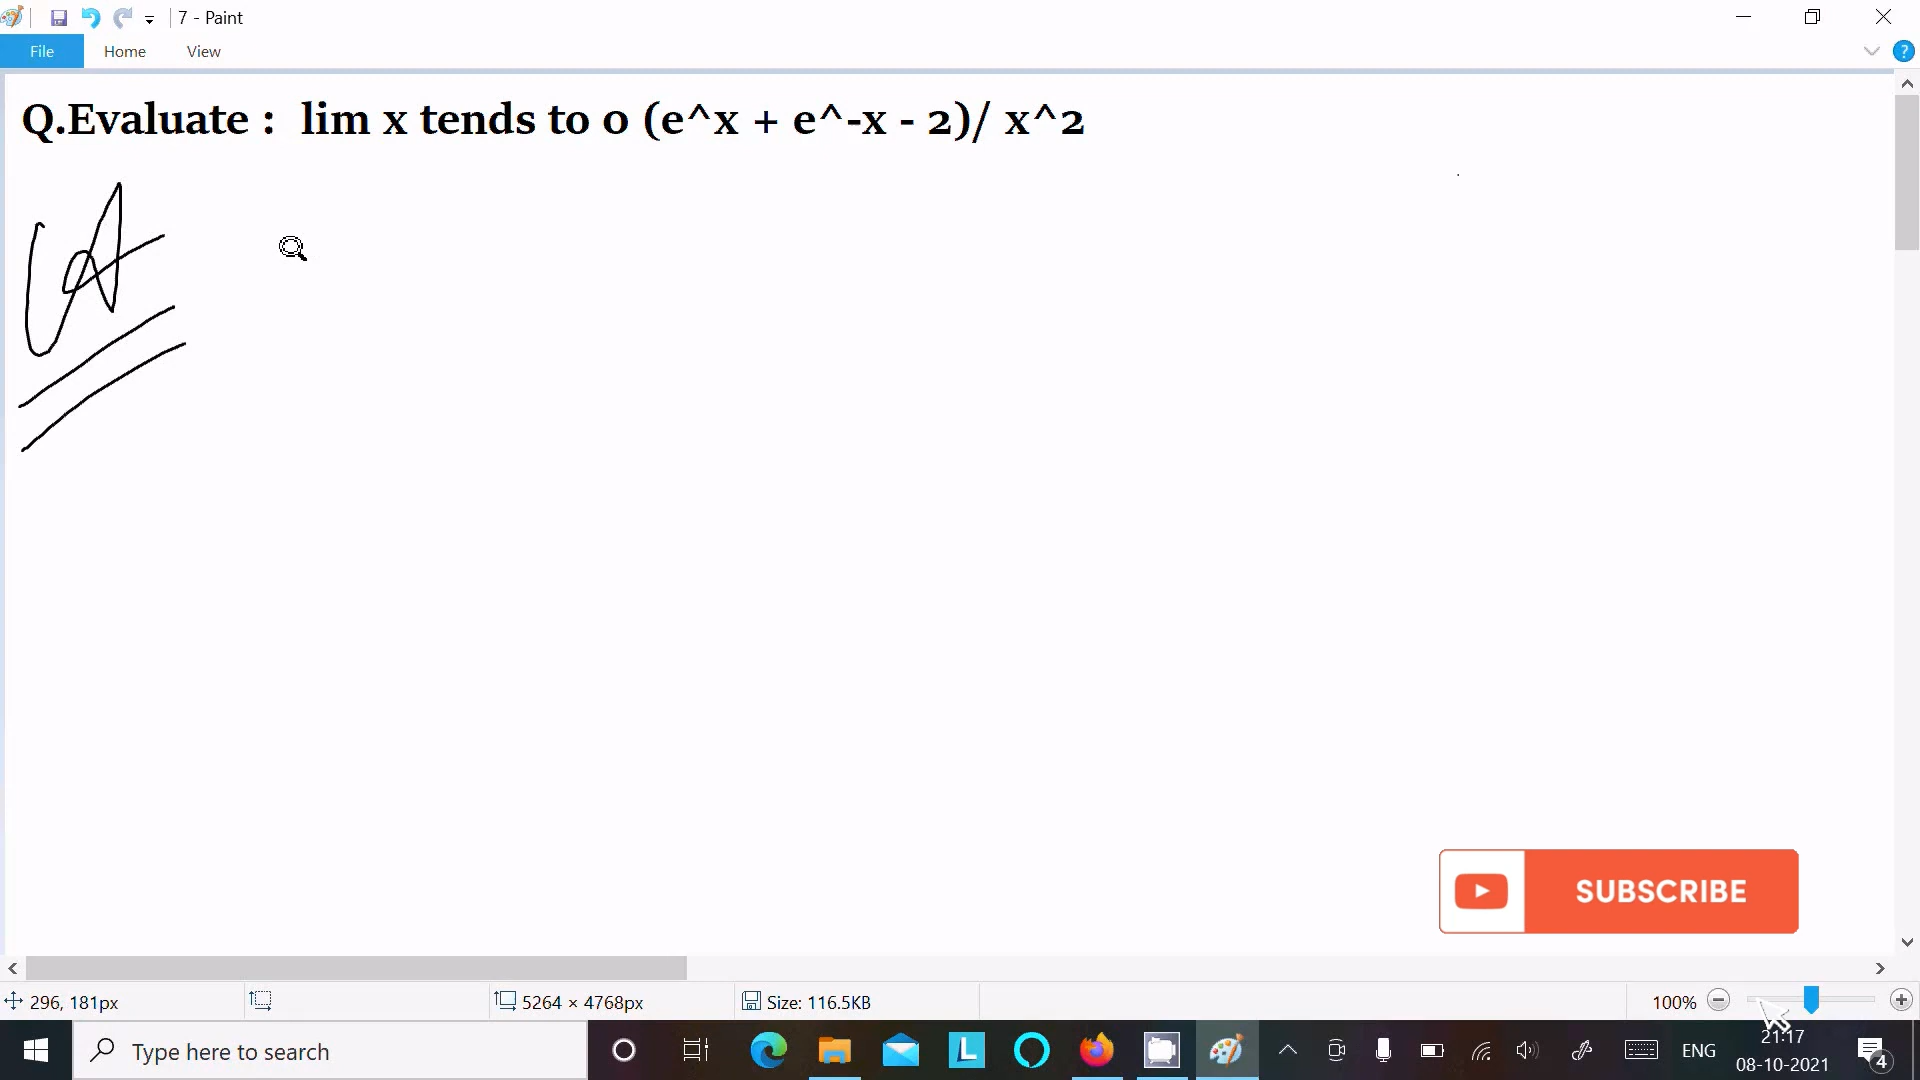 7 - Paint
File Home View
Q.Evaluate : lim x tends to 0 (e^x + e^-x - 2)/ x^2
A
SUBSCRIBE
296, 181px 5264 × 4768px Size: 116.5KB 100%
Type here to search L ENG 21:17
08-10-2021 4